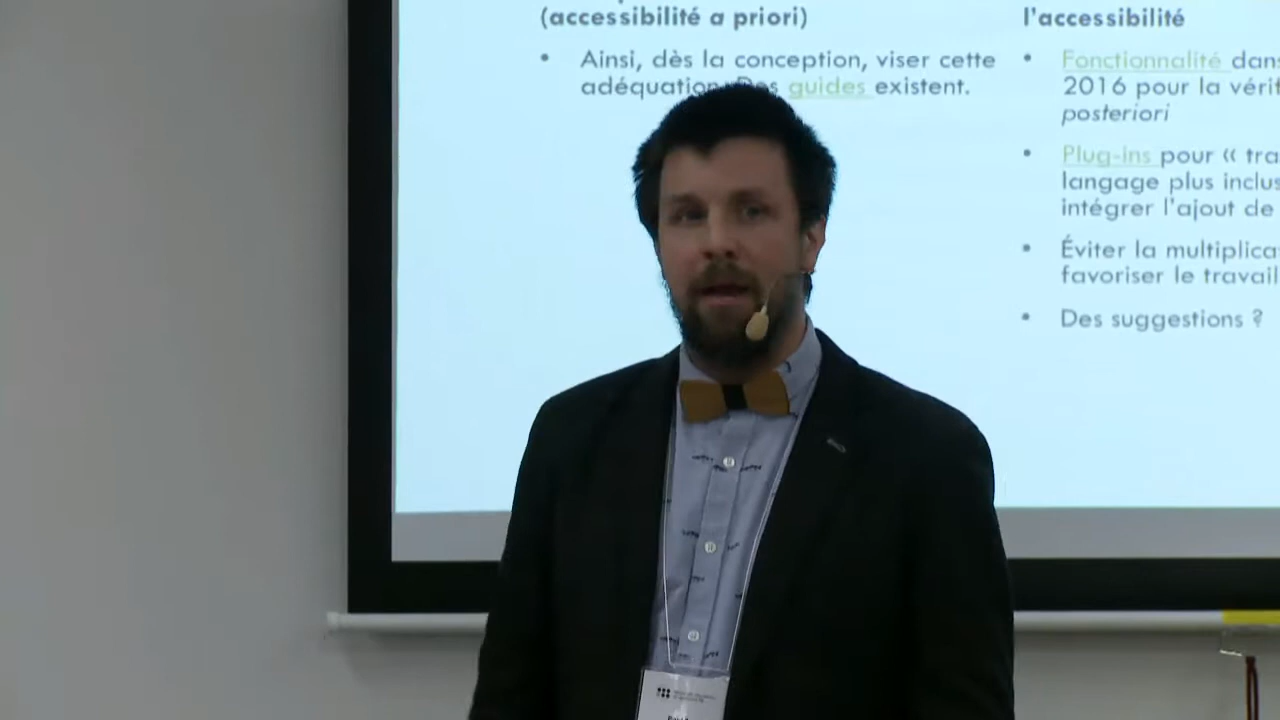 (accessibilité a priori)
• Ainsi, dès la conception, viser cette
adéquation. Des guides existent.
l'accessibilité
• Fonctionnalité dans
2016 pour la vérit
posteriori
• Plug-ins pour « tra
langage plus inclus
intégrer l'ajout de
• Éviter la multiplica
favoriser le travail
• Des suggestions ?